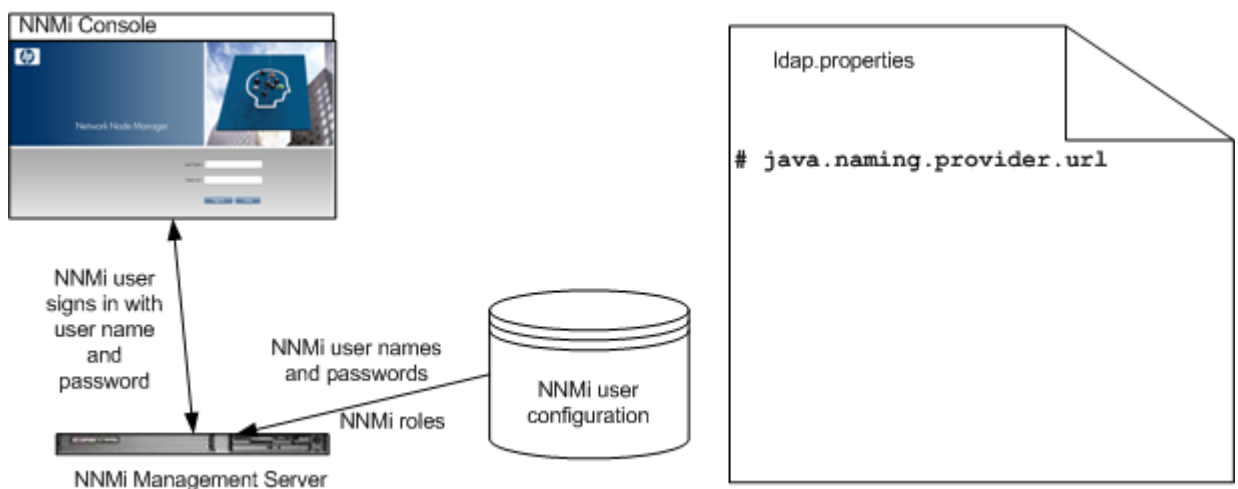 NNMi Console
hp
Network Node Manager
NNMi user
signs in with
user name
and
password
NNMi user names
and passwords
NNMi roles
NNMi user
configuration
NNMi Management Server
ldap.properties
# java.naming.provider.url